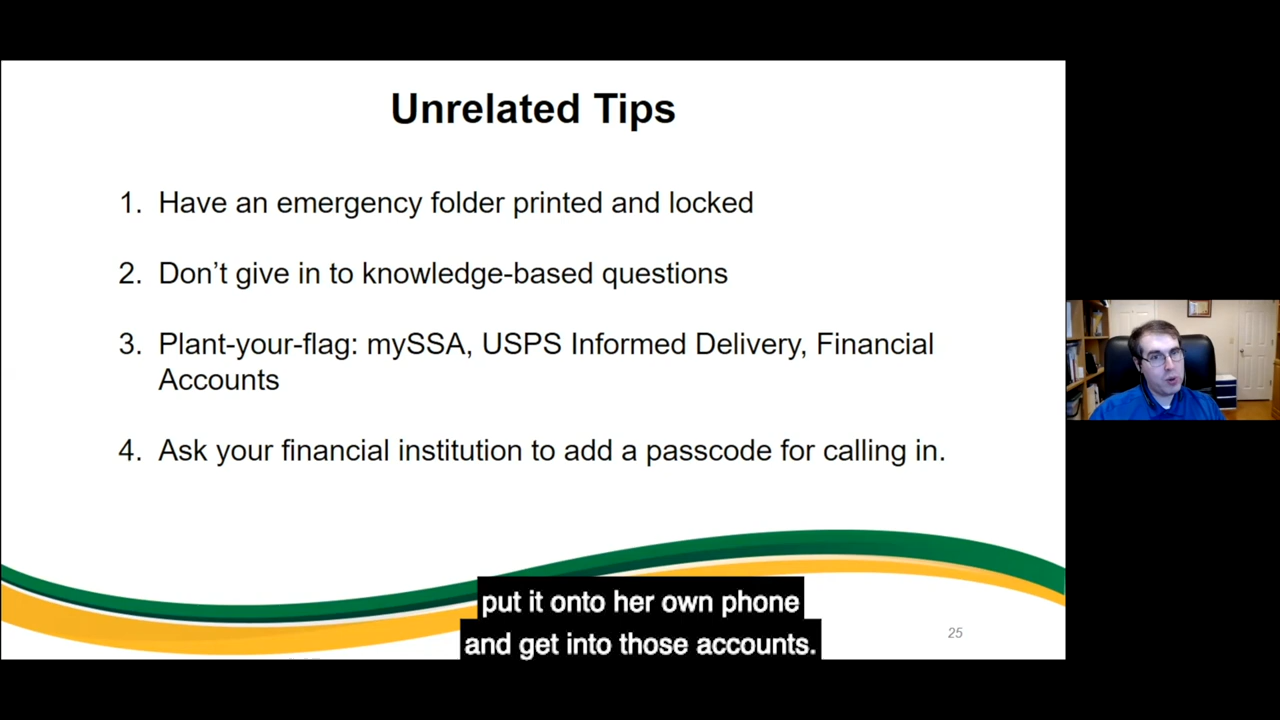 Unrelated Tips
1. Have an emergency folder printed and locked
2. Don’t give in to knowledge-based questions
3. Plant-your-flag: mySSA, USPS Informed Delivery, Financial
Accounts
4. Ask your financial institution to add a passcode for calling in.
put it onto her own phone
and get into those accounts.
25